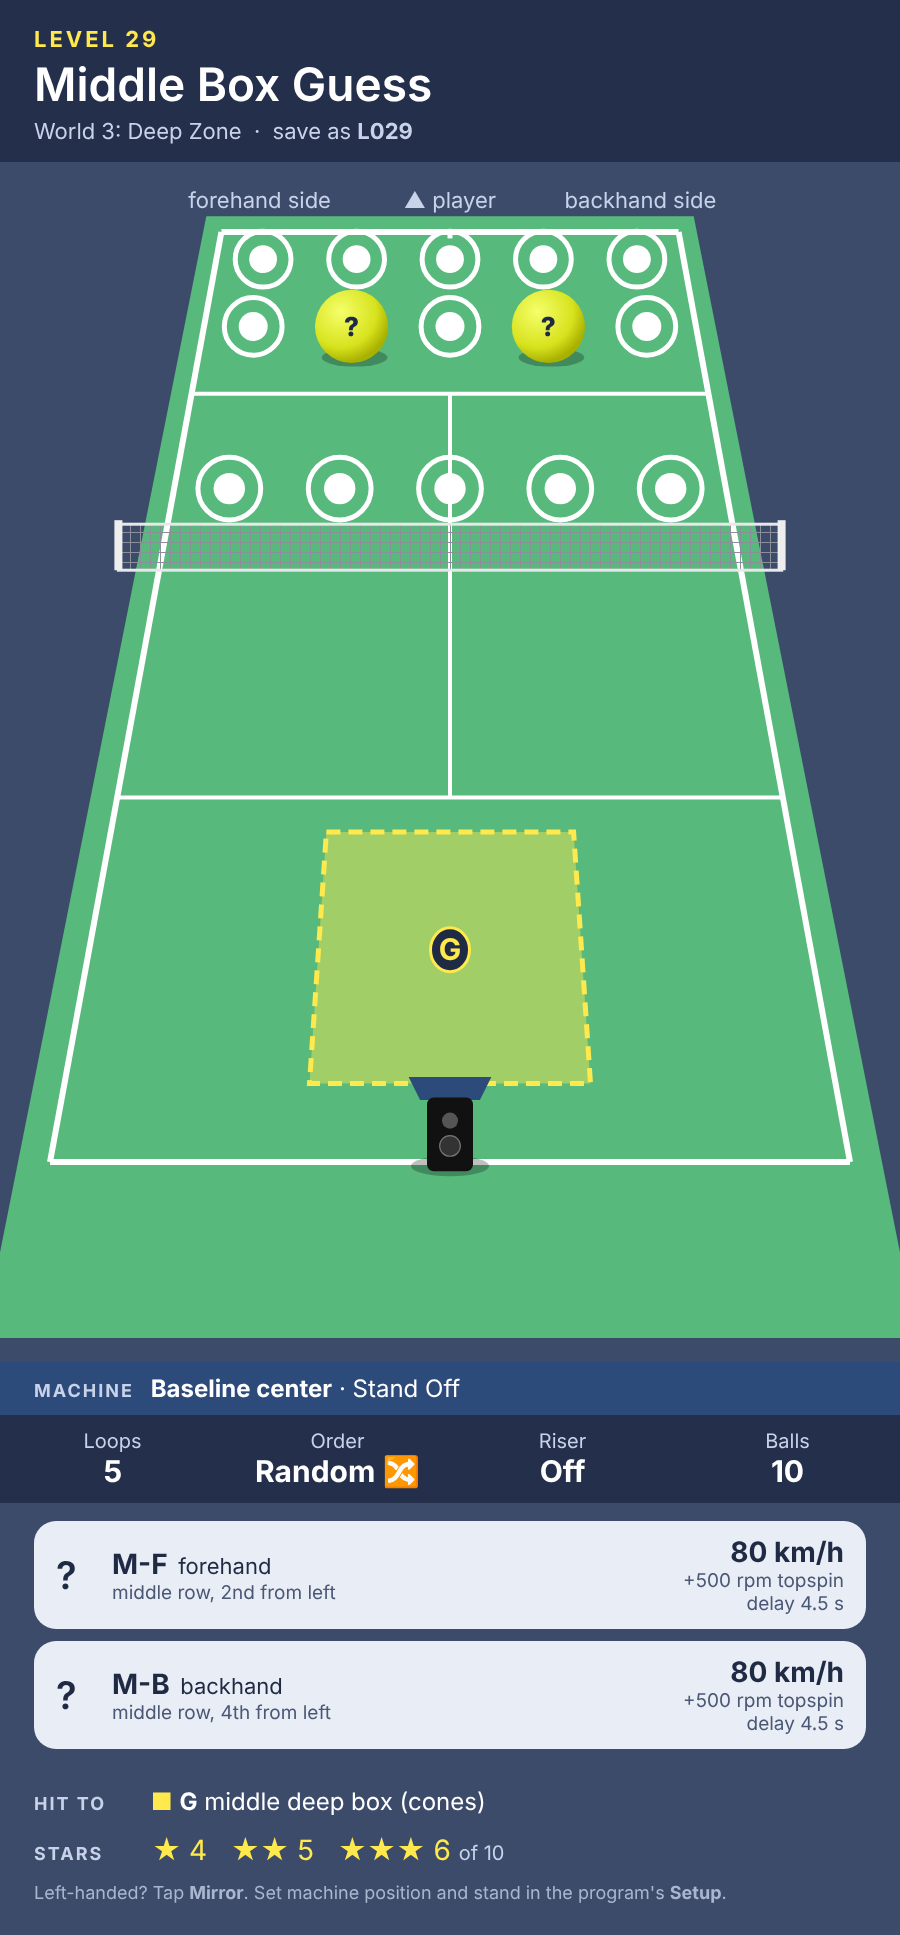 LEVEL 29
Middle Box Guess
World 3: Deep Zone · save as L029
forehand side ▲ player backhand side
? ?
G
MACHINE Baseline center · Stand Off
Loops Order Riser Balls
5 Random 🔀 Off 10
? M-F forehand 80 km/h
middle row, 2nd from left +500 rpm topspin
delay 4.5 s
? M-B backhand 80 km/h
middle row, 4th from left +500 rpm topspin
delay 4.5 s
HIT TO G middle deep box (cones)
STARS ★ 4 ★★ 5 ★★★ 6 of 10
Left-handed? Tap Mirror. Set machine position and stand in the program's Setup.